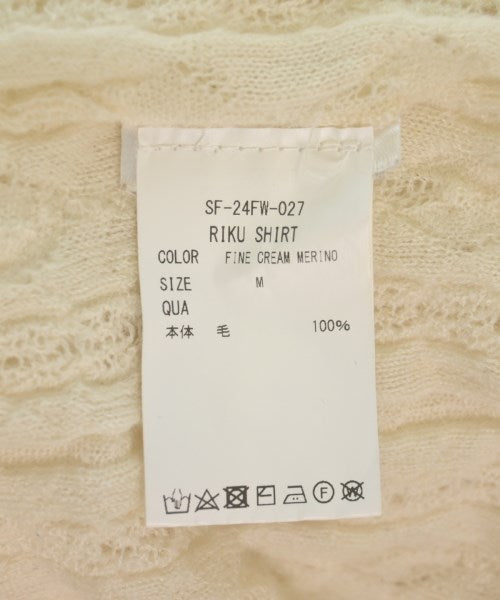 SF-24FW-027
RIKU SHIRT
COLOR FINE CREAM MERINO
SIZE M
QUA
本体 毛 100%
F
W